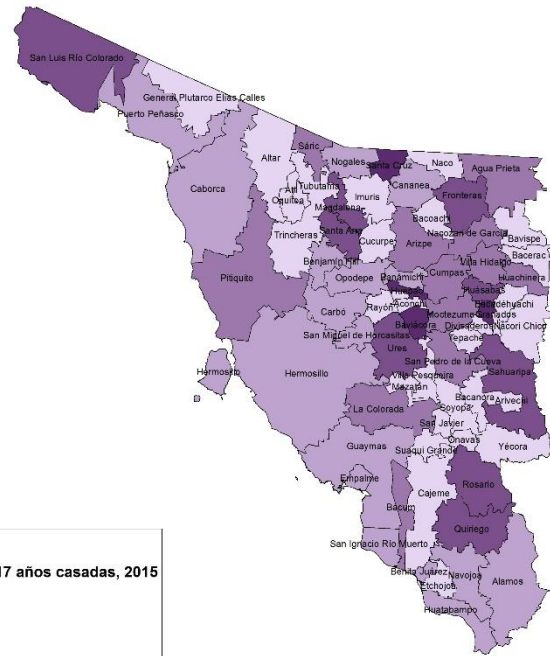 San Luis Río Colorado
General Plutarco Elías Calles
Puerto Peñasco
Sáric
Nogales
Santa Cruz
Naco
Altar
Agua Prieta
Cananea
Caborca
Tubutama
Imuris
Fronteras
Atil
Oquitoa
Magdalena
Bacoachi
Santa Ana
Nacozari de García
Trincheras
Cucurpe
Arizpe
Bavispe
Benjamín Hill
Bacerac
Villa Hidalgo
Pitiquito
Opodepe
Banámichi
Cumpas
Huachinera
Huépac
Huásabas
Carbó
Rayón
Aconchi
Bacadéhuachi
Moctezuma
Granados
Baviácora
Divisaderos
Nácori Chico
San Miguel de Horcasitas
Ures
Tepache
San Pedro de la Cueva
Hermosillo
Hermosillo
Villa Pesqueira
Sahuaripa
Mazatán
Bacanora
Arivechi
La Colorada
Soyopa
San Javier
Guaymas
Onavas
Suaqui Grande
Yécora
Empalme
Rosario
Cajeme
Bácum
Quiriego
San Ignacio Río Muerto
17 años casadas, 2015
Benito Juárez
Navojoa
Alamos
Etchojoa
Huatabampo